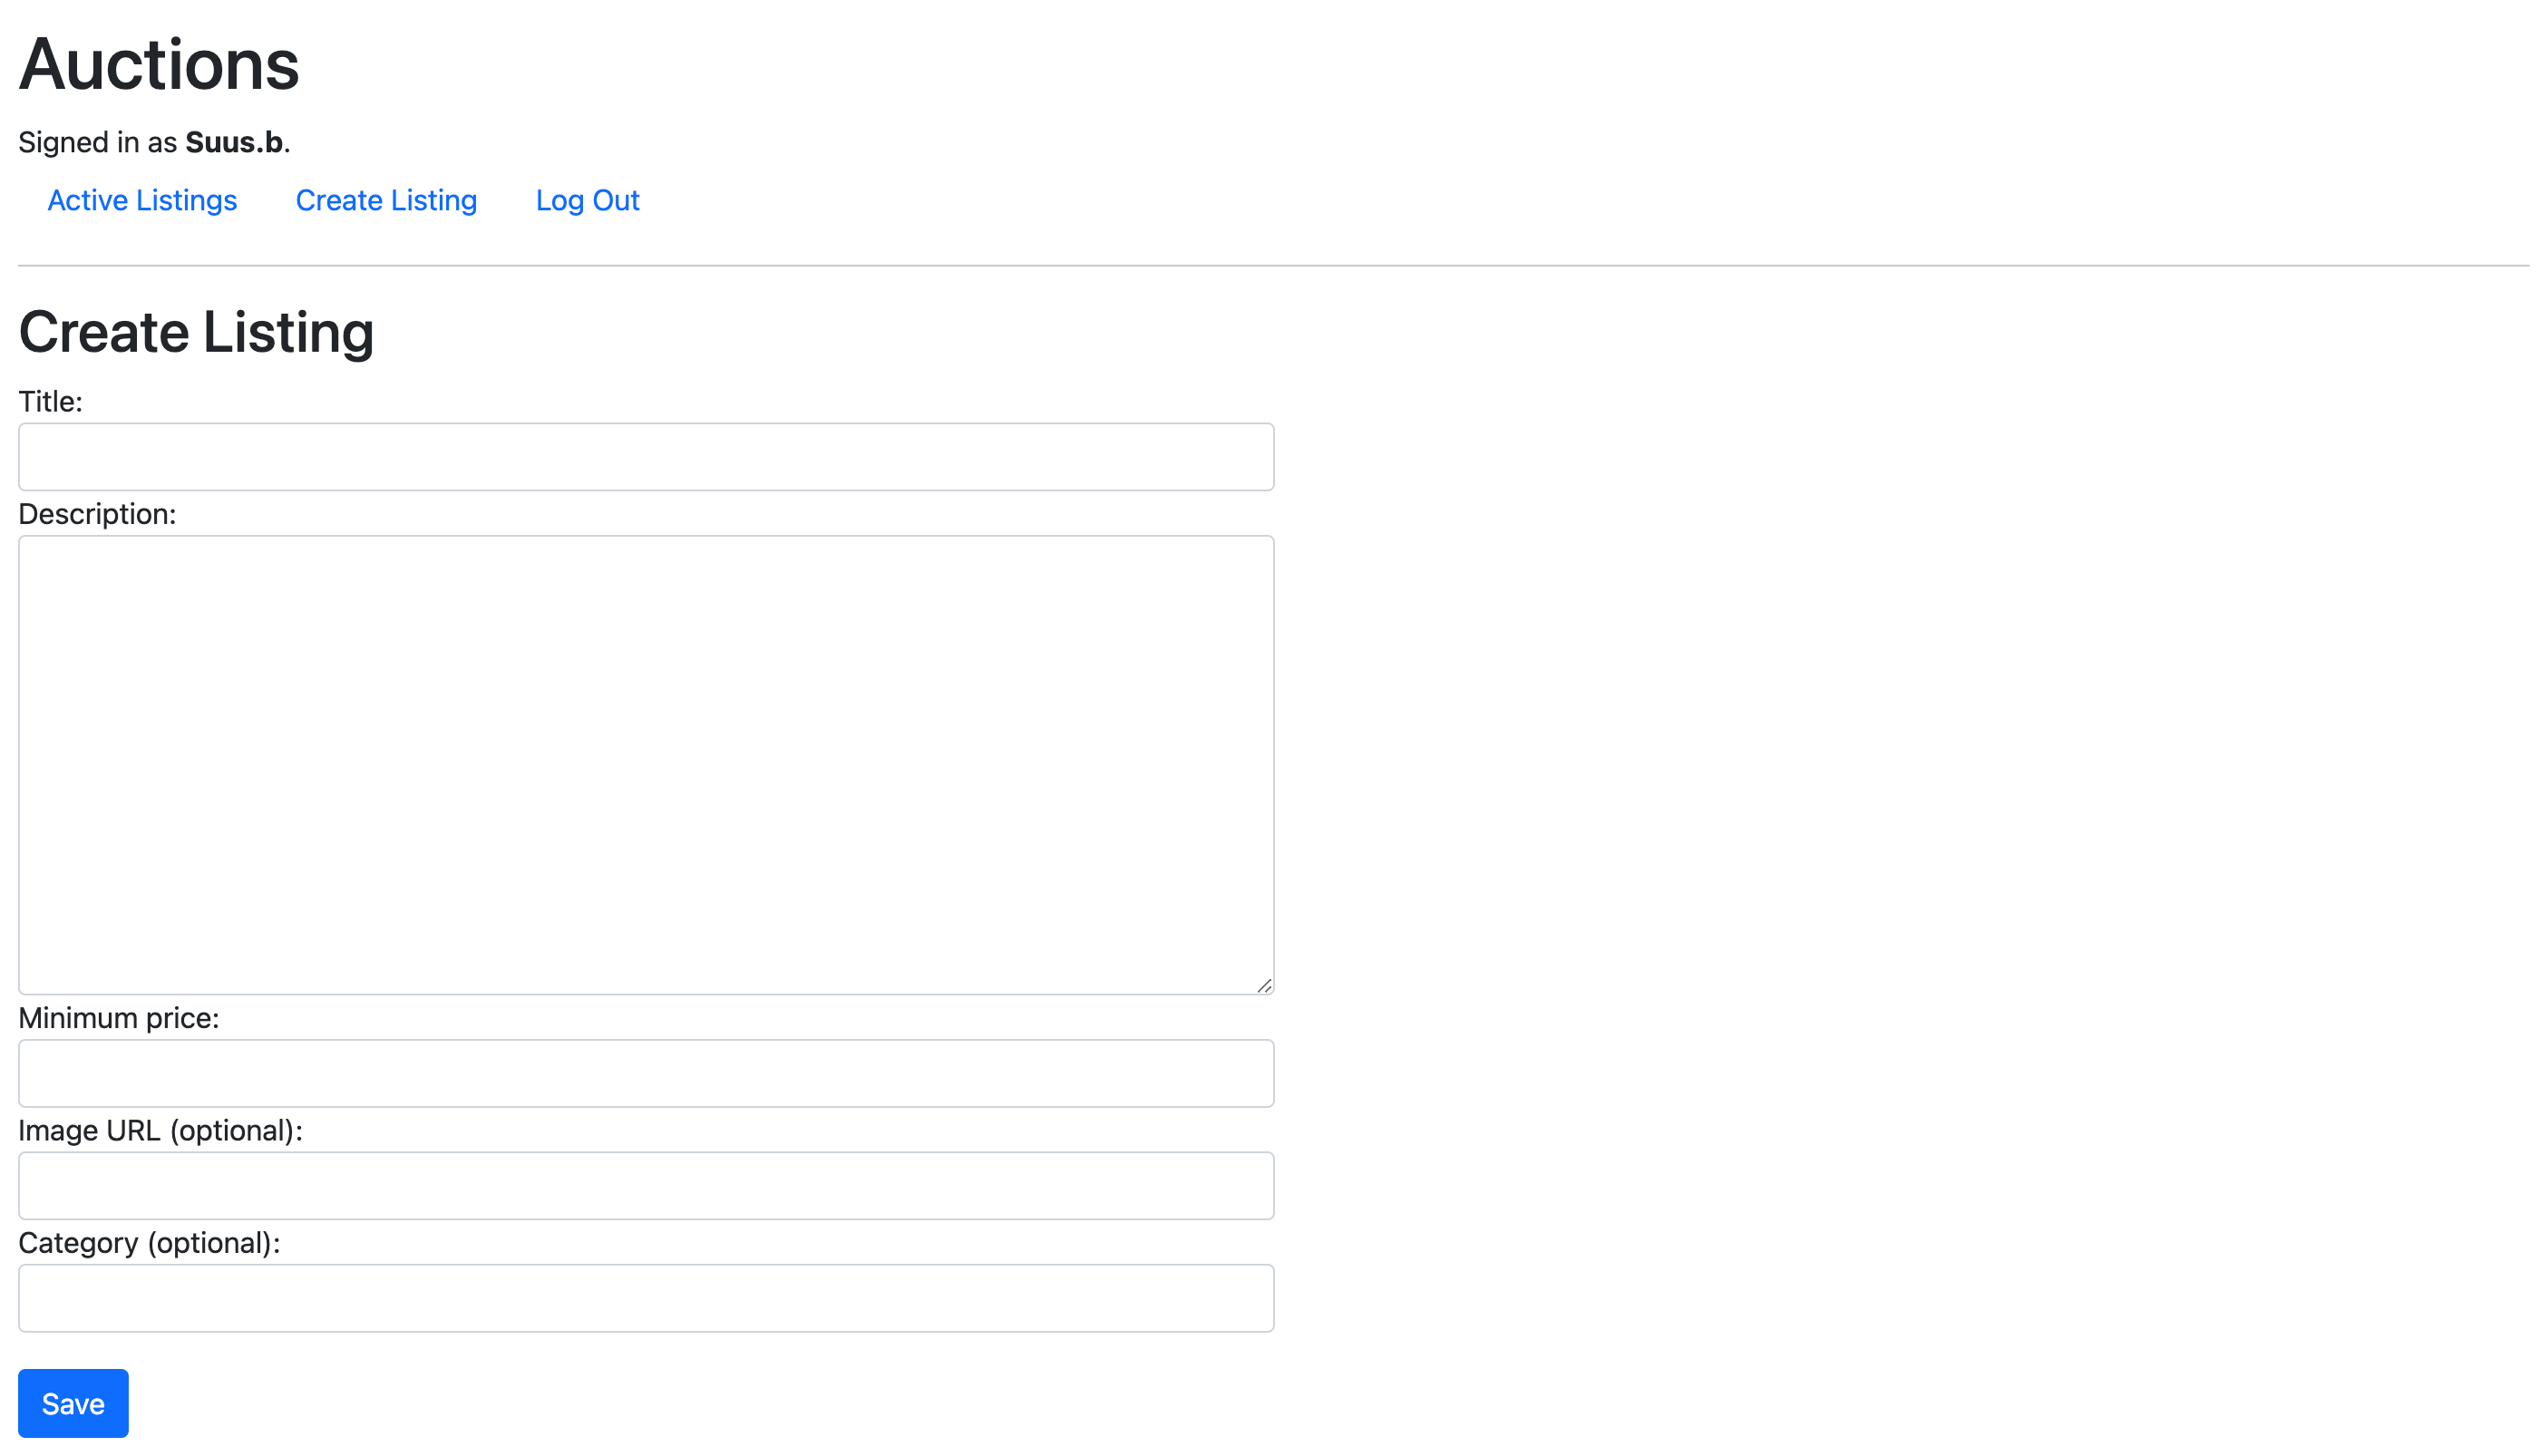 Auctions
Signed in as Suus.b.
Active Listings Create Listing Log Out
Create Listing
Title:
Description:
Minimum price:
Image URL (optional):
Category (optional):
Save